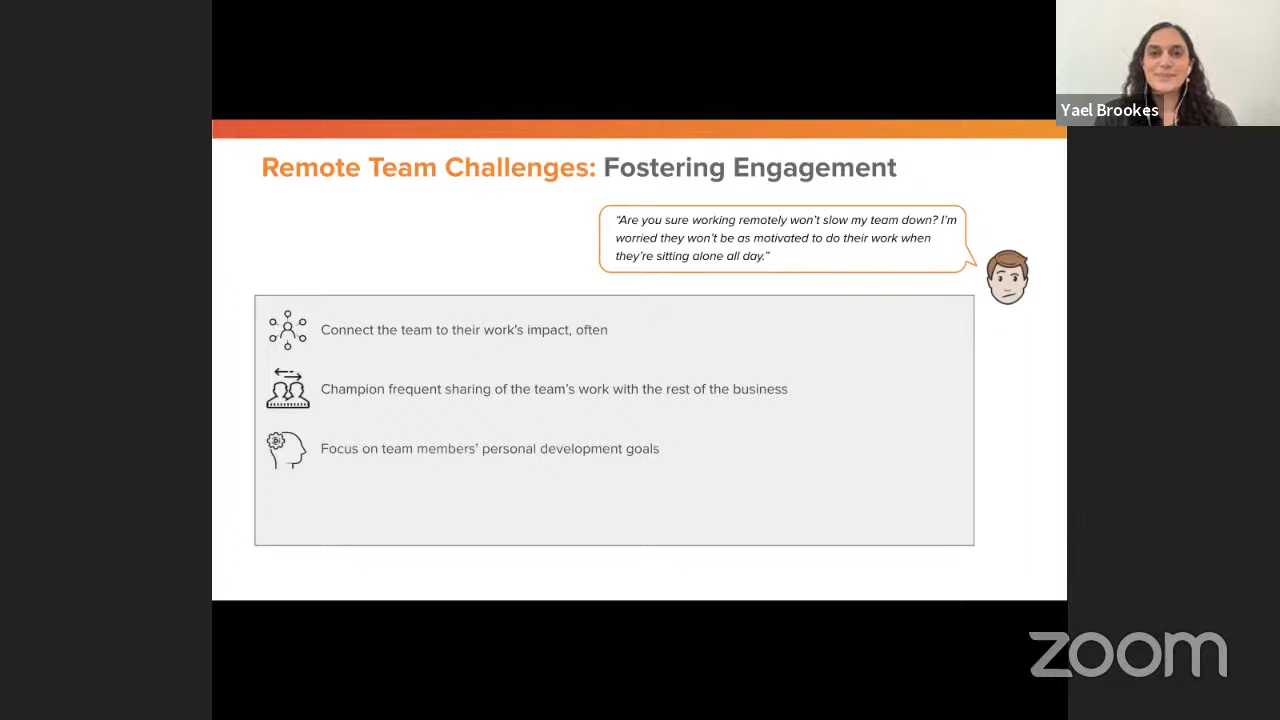 Yael Brookes
Remote Team Challenges: Fostering Engagement
“Are you sure working remotely won’t slow my team down? I’m
worried they won’t be as motivated to do their work when
they’re sitting alone all day.”
Connect the team to their work’s impact, often
Champion frequent sharing of the team’s work with the rest of the business
Focus on team members’ personal development goals
zoom